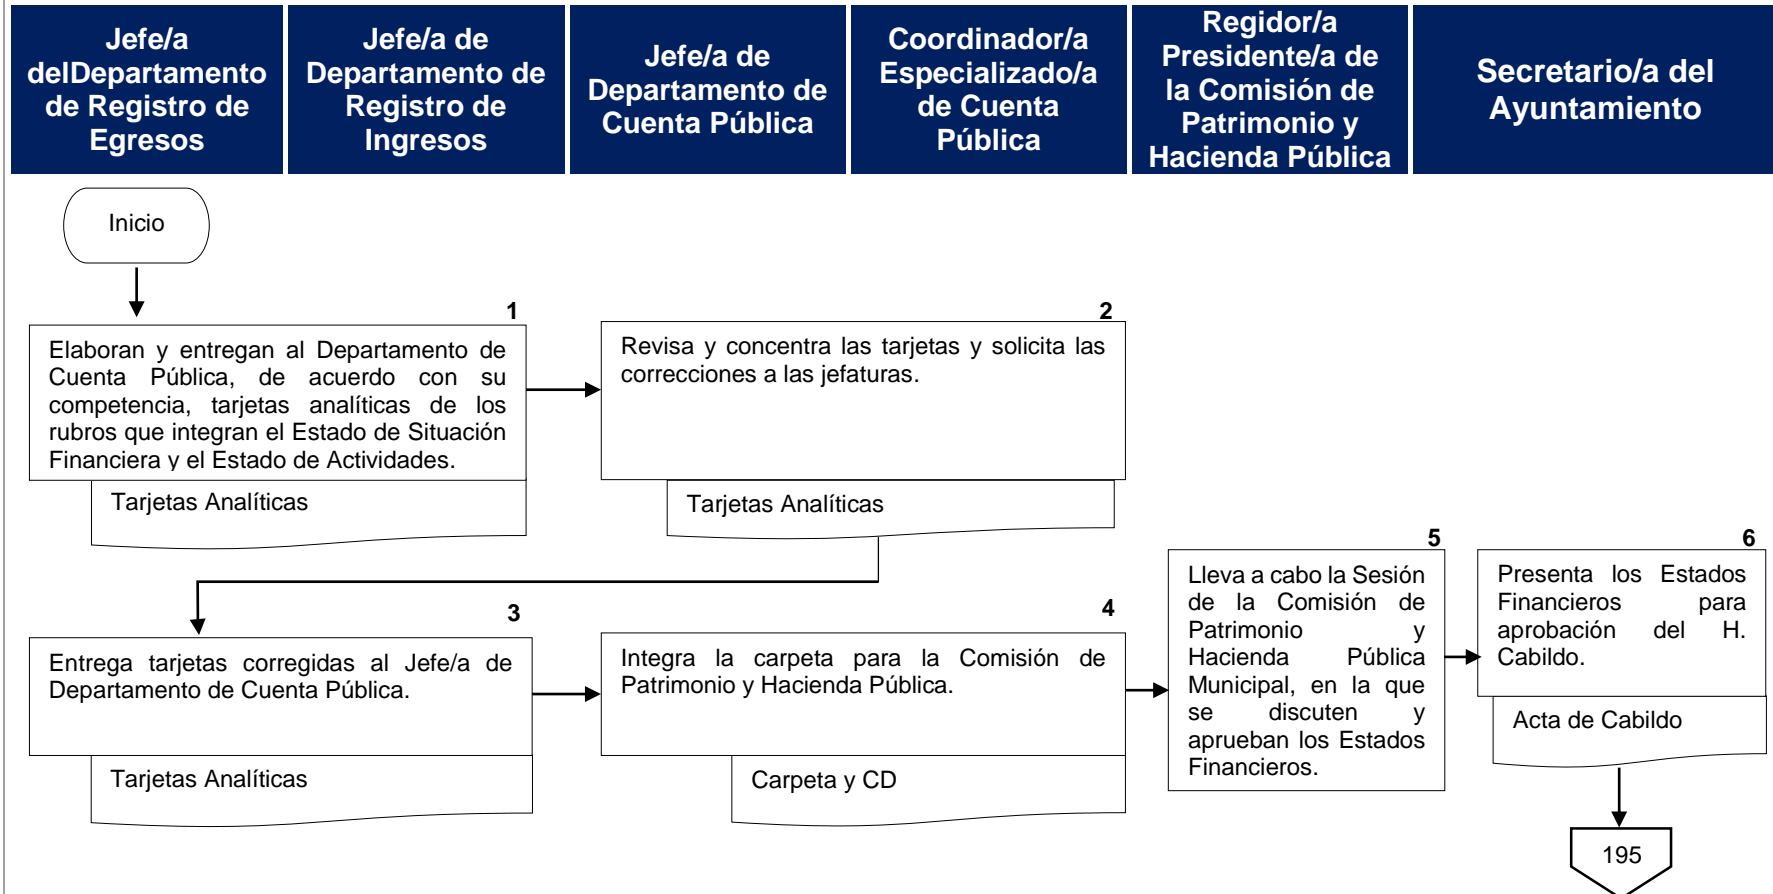 Jefe/a
delDepartamento
de Registro de
Egresos
Jefe/a de
Departamento de
Registro de
Ingresos
Jefe/a de
Departamento de
Cuenta Pública
Coordinador/a
Especializado/a
de Cuenta
Pública
Regidor/a
Presidente/a de
la Comisión de
Patrimonio y
Hacienda Pública
Secretario/a del
Ayuntamiento
Inicio
1
Elaboran y entregan al Departamento de
Cuenta Pública, de acuerdo con su
competencia, tarjetas analíticas de los
rubros que integran el Estado de Situación
Financiera y el Estado de Actividades.
Tarjetas Analíticas
2
Revisa y concentra las tarjetas y solicita las
correcciones a las jefaturas.
Tarjetas Analíticas
3
Entrega tarjetas corregidas al Jefe/a de
Departamento de Cuenta Pública.
Tarjetas Analíticas
4
Integra la carpeta para la Comisión de
Patrimonio y Hacienda Pública.
Carpeta y CD
5
Lleva a cabo la Sesión
de la Comisión de
Patrimonio y
Hacienda Pública
Municipal, en la que
se discuten y
aprueban los Estados
Financieros.
6
Presenta los Estados
Financieros para
aprobación del H.
Cabildo.
Acta de Cabildo
195